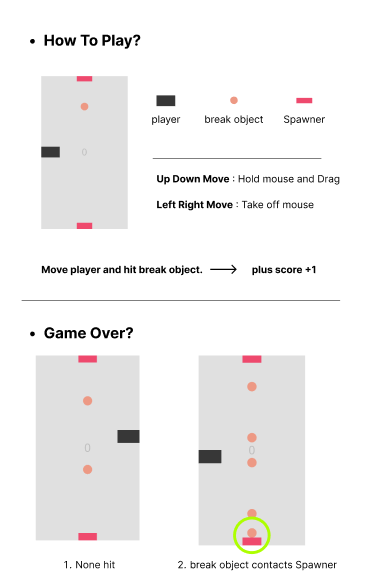 • How To Play?
0
player break object Spawner
Up Down Move : Hold mouse and Drag
Left Right Move : Take off mouse
Move player and hit break object. → plus score +1
• Game Over?
0
0
1. None hit
2. break object contacts Spawner